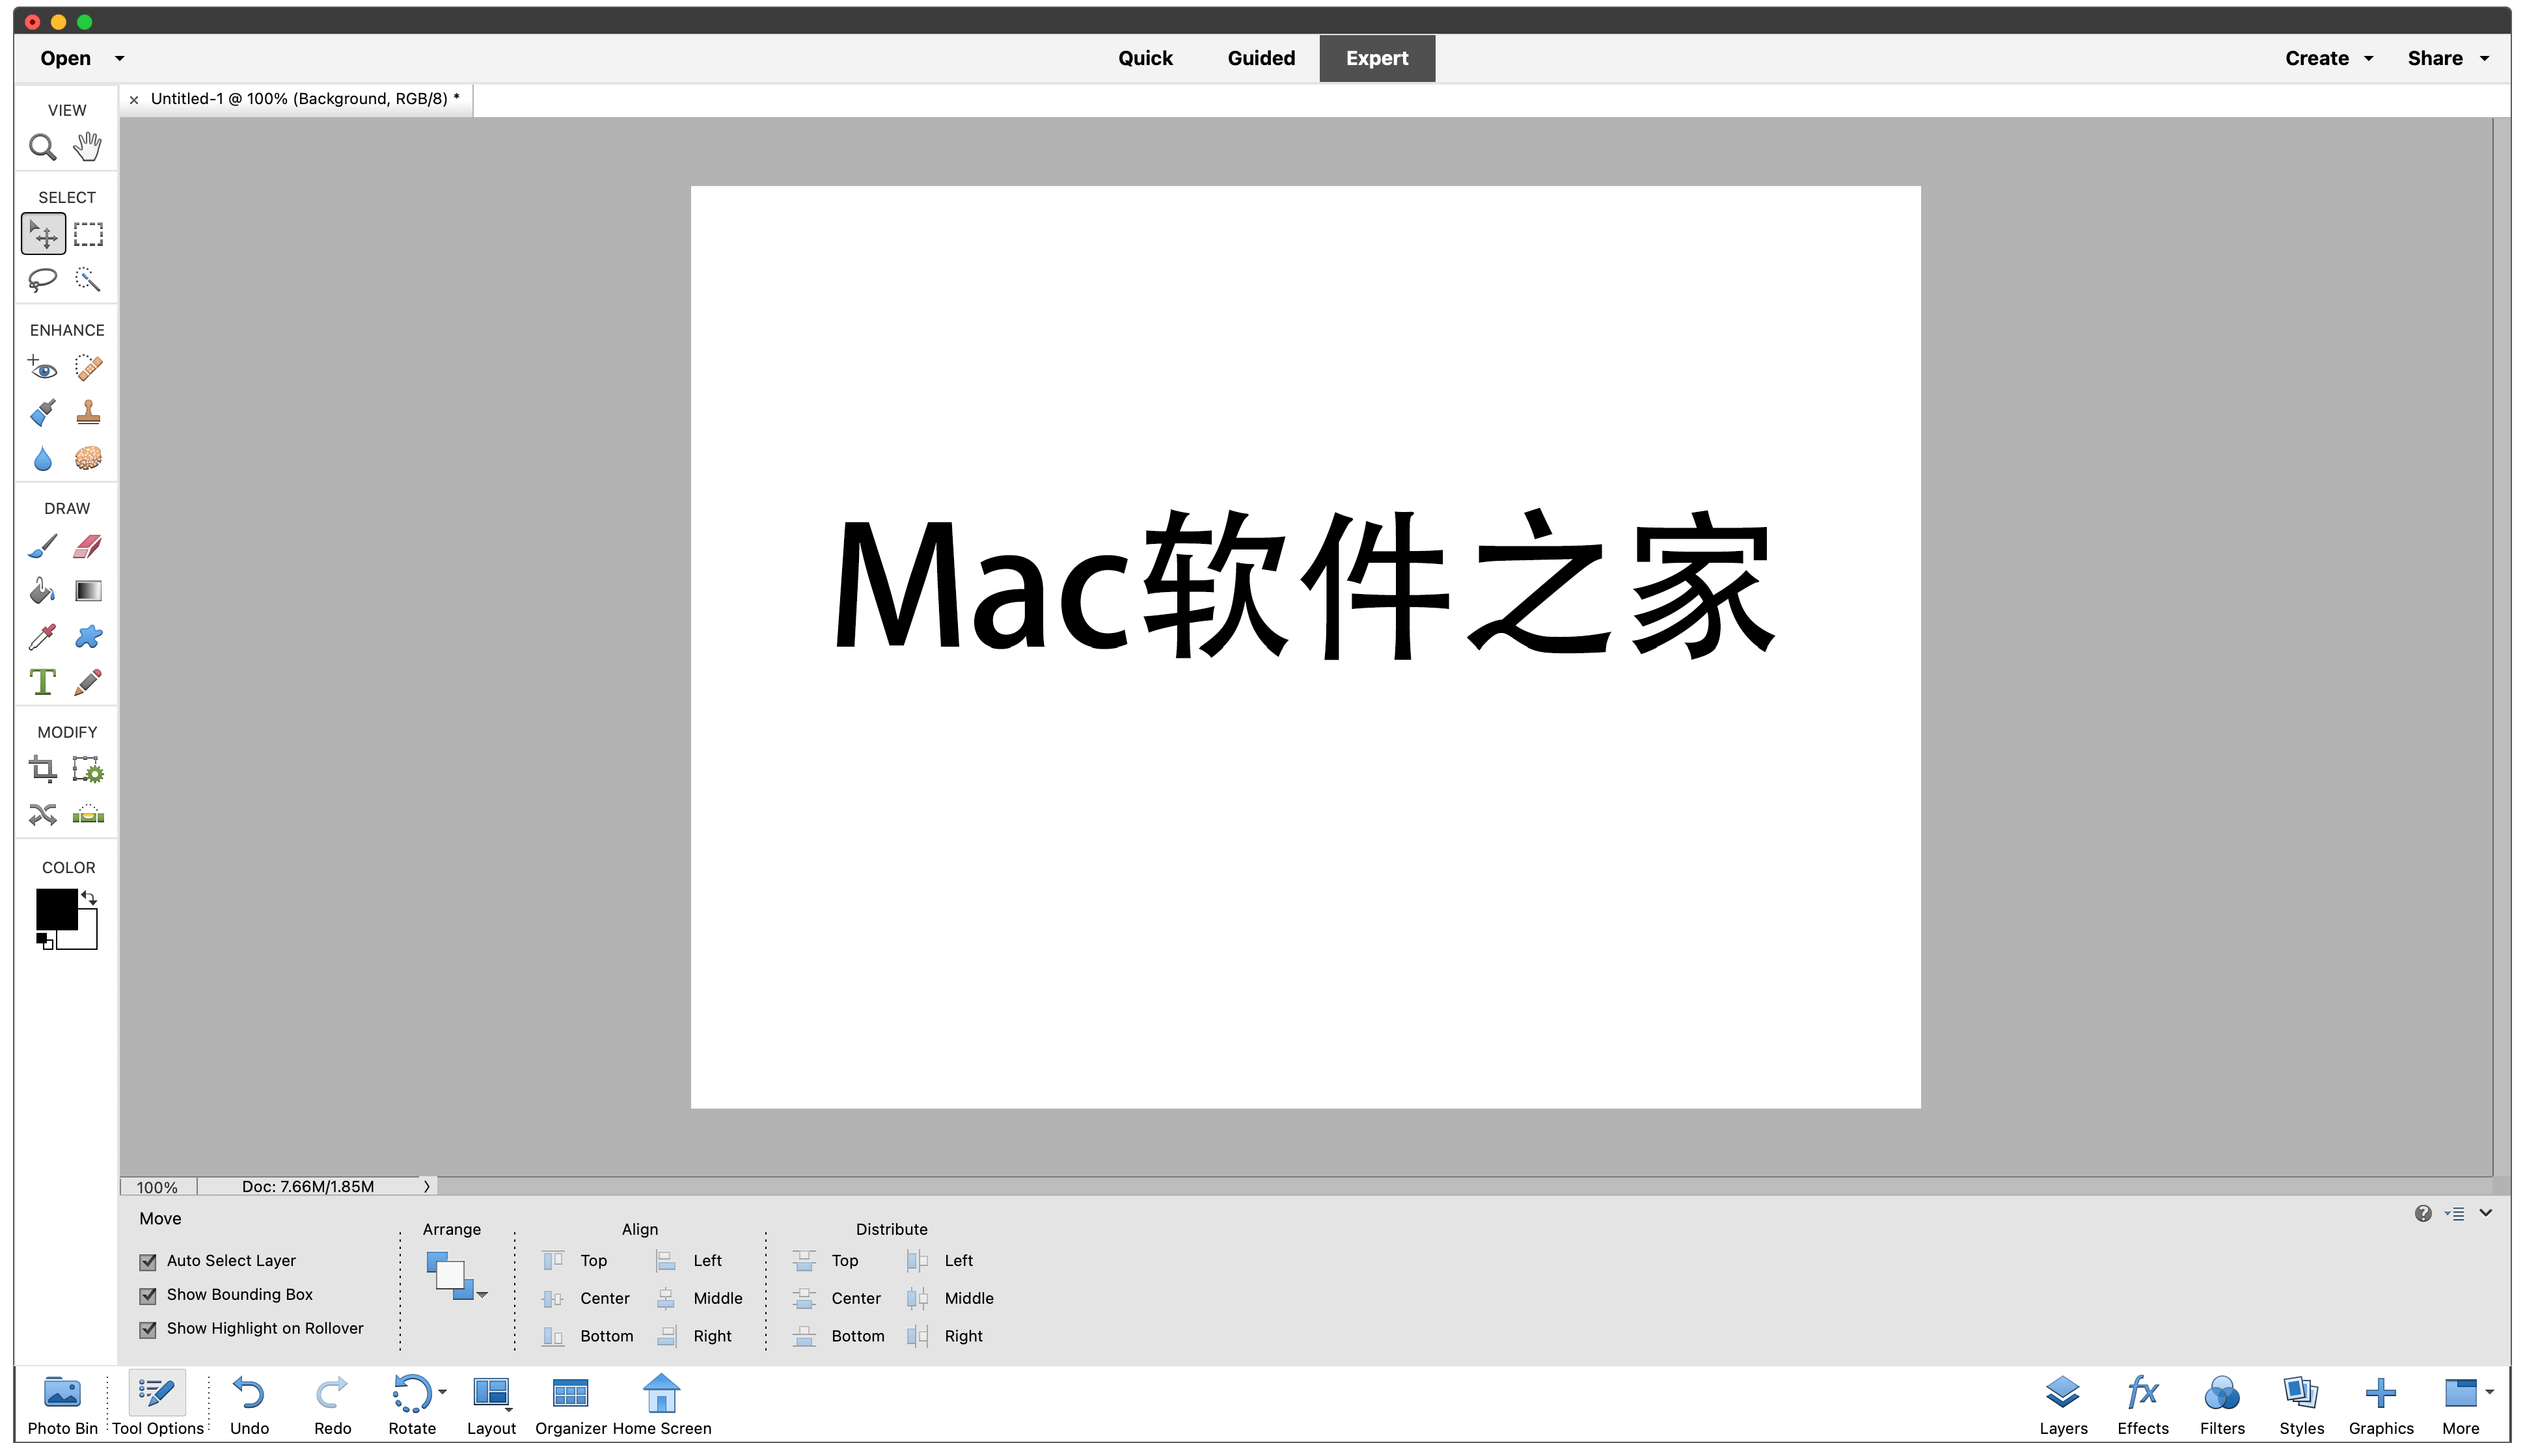 Open
Quick Guided Expert
Create Share
× Untitled-1 @ 100% (Background, RGB/8) *
VIEW
SELECT
ENHANCE
DRAW
MODIFY
COLOR
Mac软件之家
100% Doc: 7.66M/1.85M
Move
Auto Select Layer
Show Bounding Box
Show Highlight on Rollover
Arrange
Align
Top Left
Center Middle
Bottom Right
Distribute
Top Left
Center Middle
Bottom Right
Photo Bin Tool Options Undo Redo Rotate Layout Organizer Home Screen
Layers Effects Filters Styles Graphics More